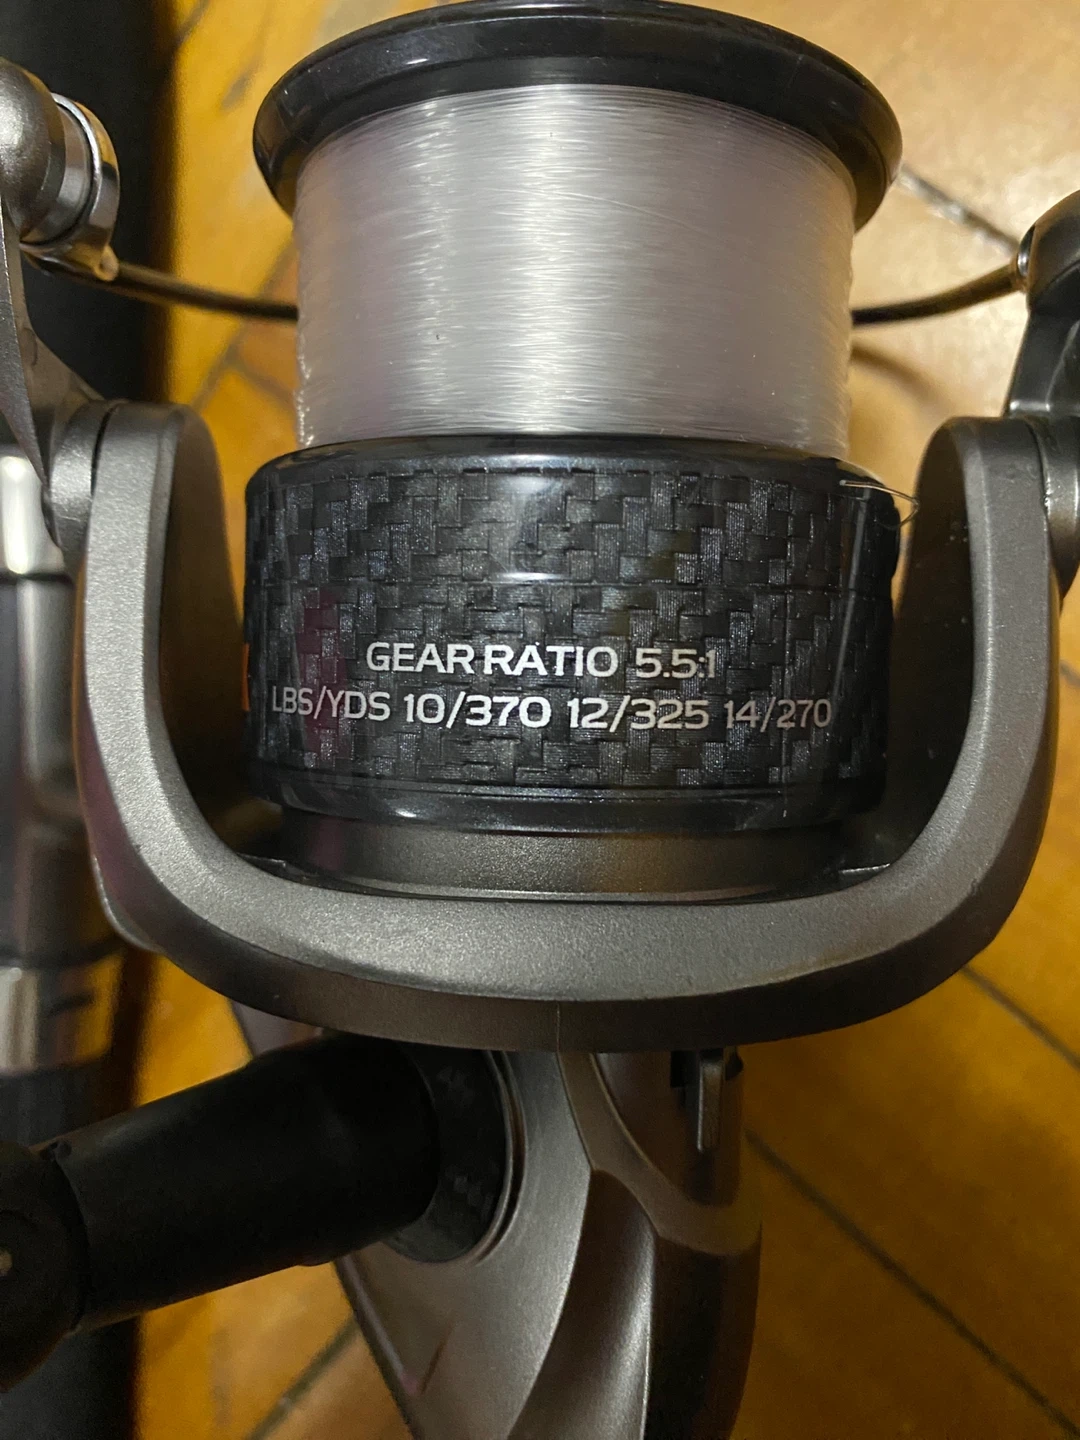 GEAR RATIO 5.5:1
LBS/YDS 10/370 12/325 14/270